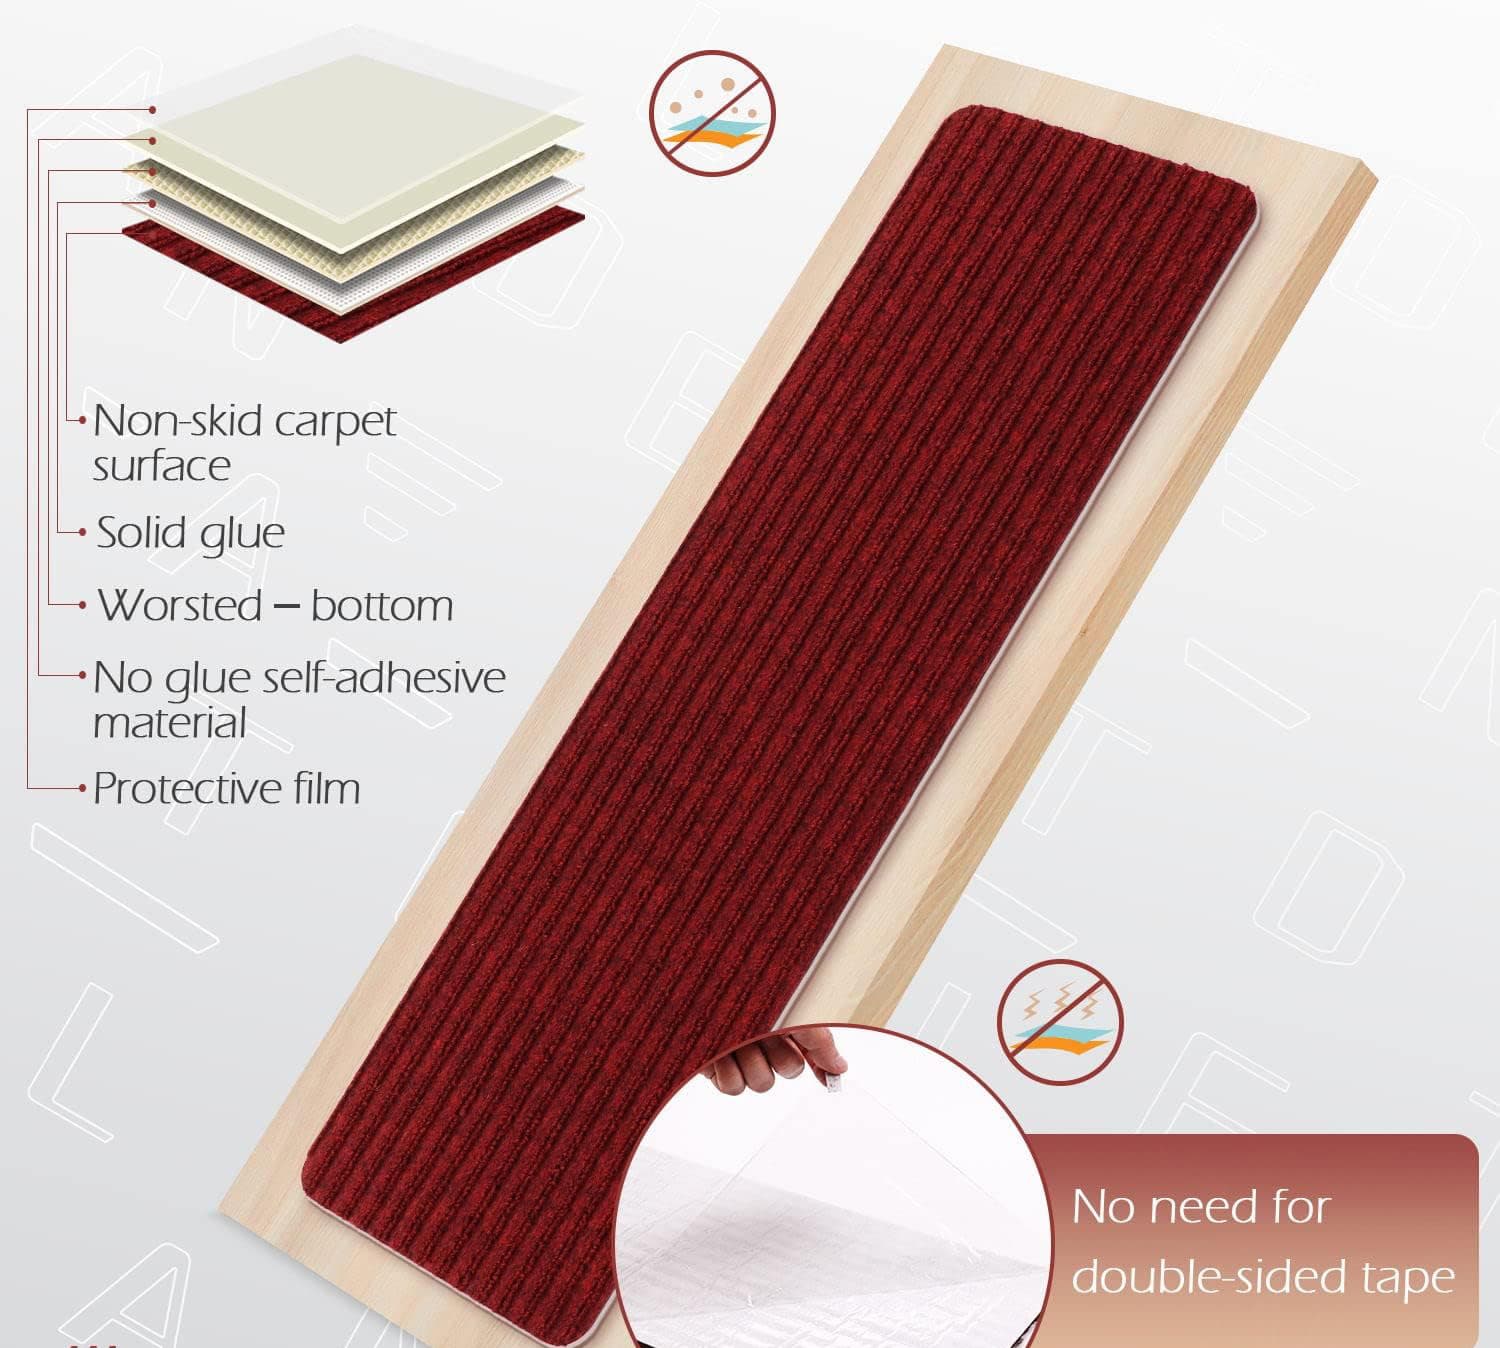 Non-skid carpet
surface
Solid glue
Worsted – bottom
No glue self-adhesive
material
Protective film
No need for
double-sided tape